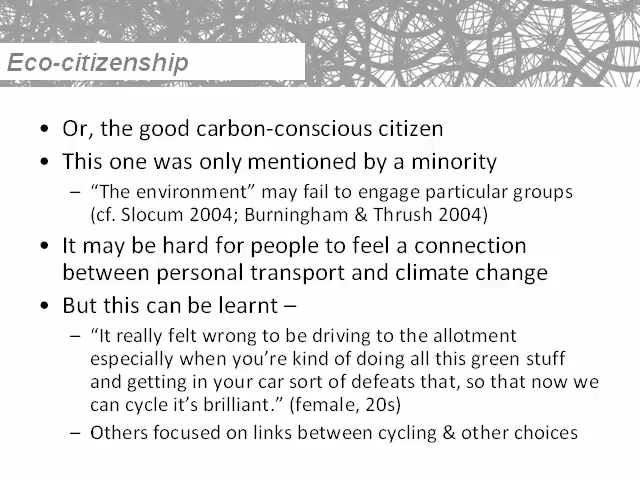 Eco-citizenship
• Or, the good carbon-conscious citizen
• This one was only mentioned by a minority
– “The environment” may fail to engage particular groups
(cf. Slocum 2004; Burningham & Thrush 2004)
• It may be hard for people to feel a connection
between personal transport and climate change
• But this can be learnt –
– “It really felt wrong to be driving to the allotment
especially when you’re kind of doing all this green stuff
and getting in your car sort of defeats that, so that now we
can cycle it’s brilliant.” (female, 20s)
– Others focused on links between cycling & other choices